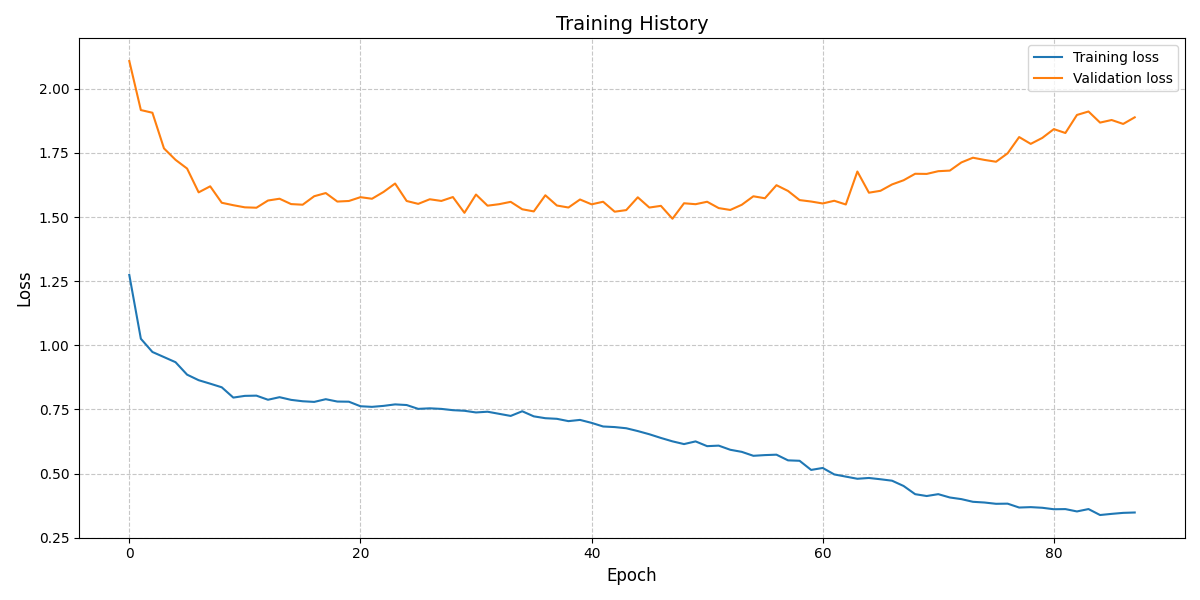 Training History
Training loss
Validation loss
2.00
1.75
1.50
1.25
1.00
0.75
0.50
0.25
Loss
0 20 40 60 80
Epoch